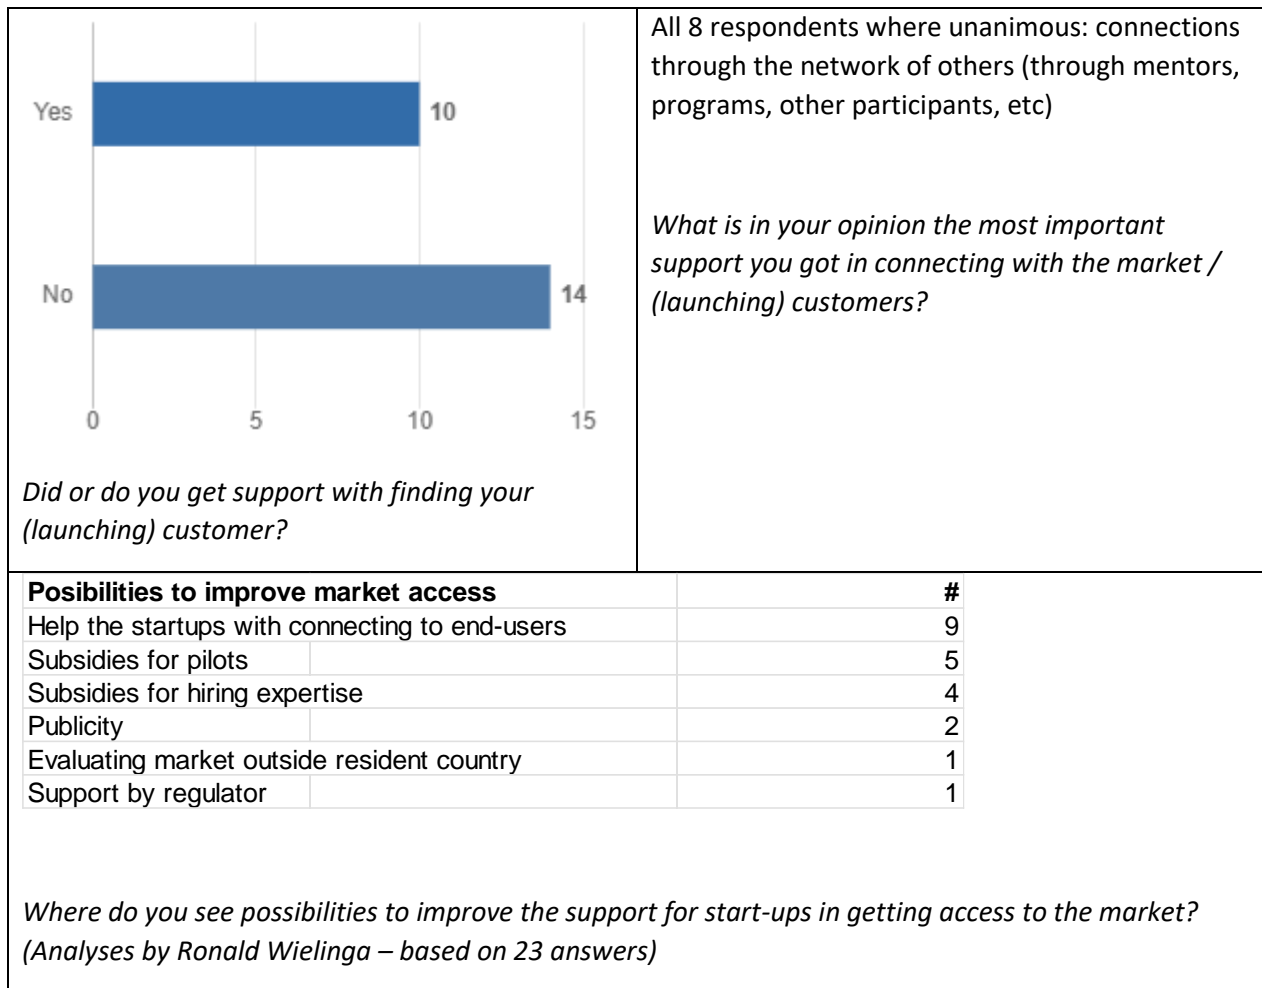 Yes 10
No 14
0 5 10 15
Did or do you get support with finding your
(launching) customer?
All 8 respondents where unanimous: connections
through the network of others (through mentors,
programs, other participants, etc)
What is in your opinion the most important
support you got in connecting with the market /
(launching) customers?
Posibilities to improve market access #
Help the startups with connecting to end-users 9
Subsidies for pilots 5
Subsidies for hiring expertise 4
Publicity 2
Evaluating market outside resident country 1
Support by regulator 1
Where do you see possibilities to improve the support for start-ups in getting access to the market?
(Analyses by Ronald Wielinga – based on 23 answers)